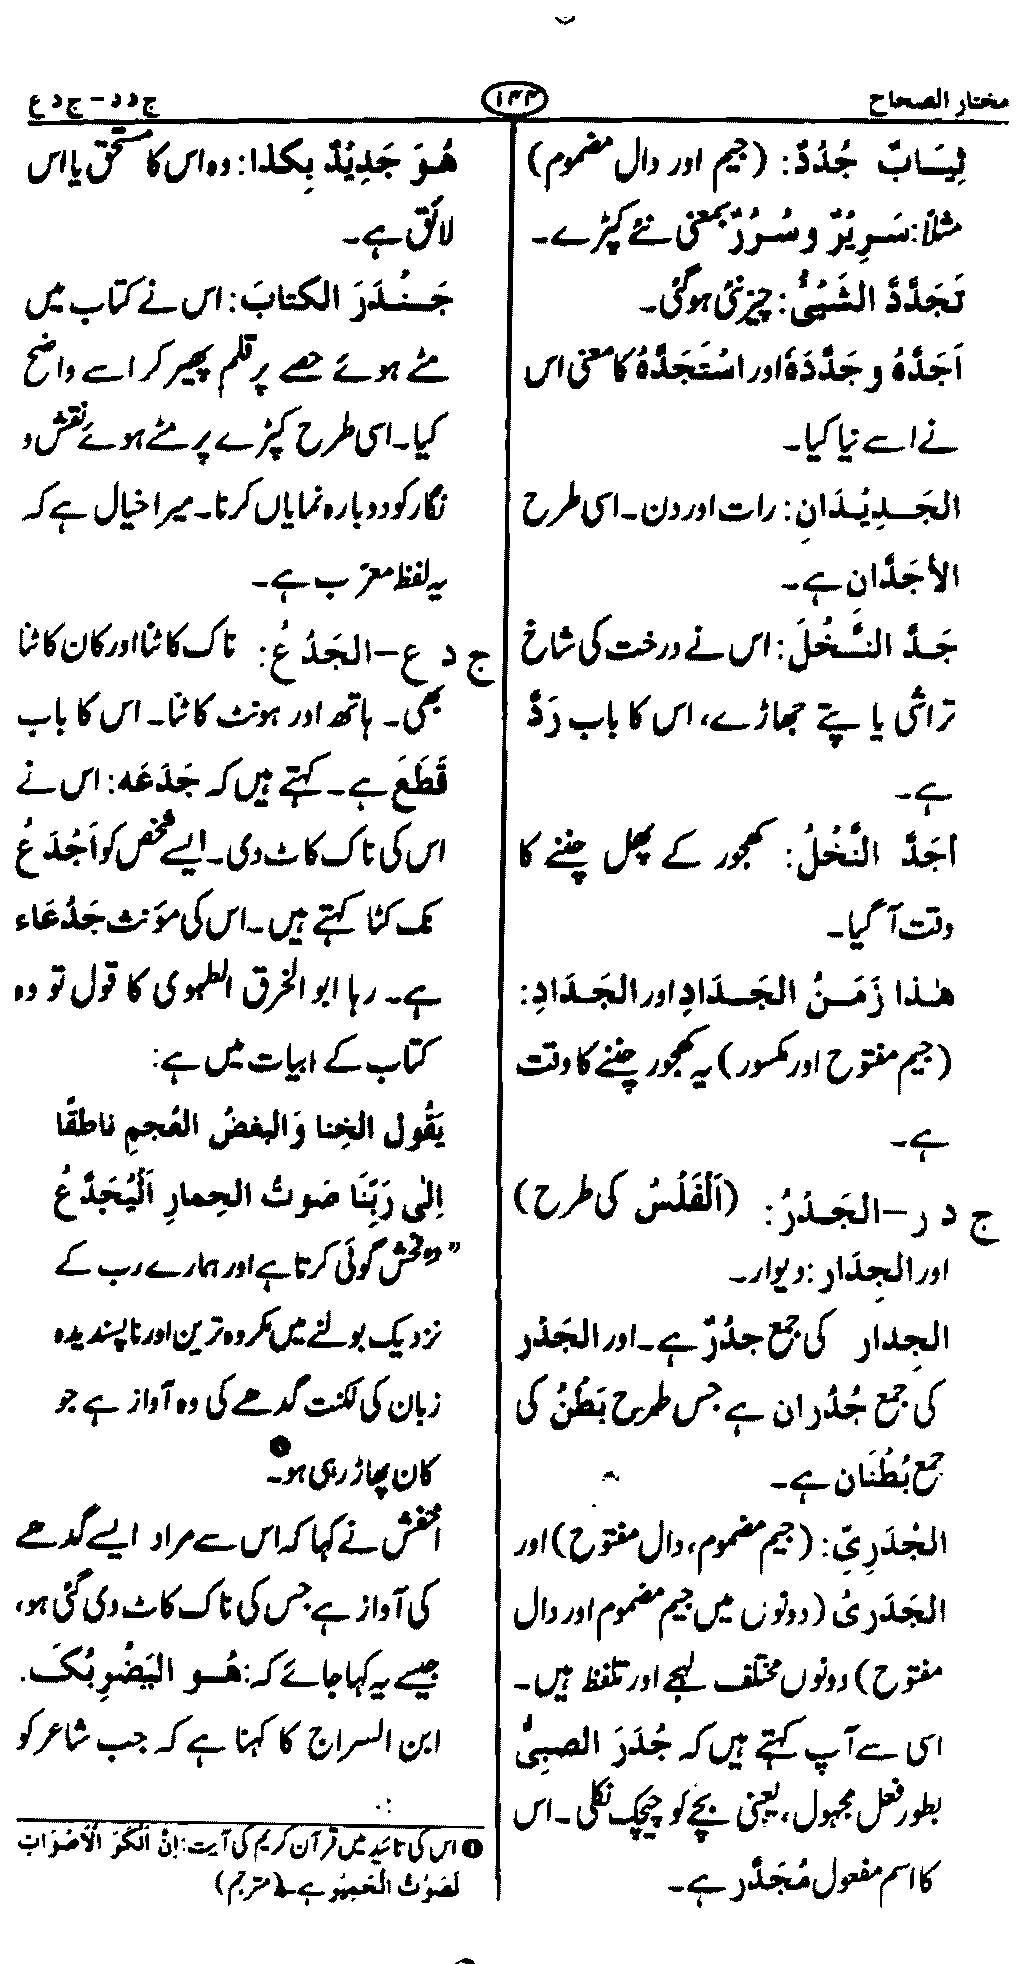 مختار الصحاح
۱۴۴
ج د د – ج د ع
ثِیَابٌ جُدُدٌ: (جیم اور دال مضموم)
مثلاً: سَرِیْرٌ و سُرُرٌ بمعنی نئے کپڑے۔
تَجَدَّدَ الشَّیْئُ: چیز نئی ہوگئی۔
اَجَدَّہُ و جَدَّدَہٗ اور اسْتَجَدَّہُ کا معنی اس
نے اسے نیا کیا۔
الجَدِیْدَانِ: رات اور دن۔ اسی طرح
الأجَدَّانِ ہے۔
جَدَّ النَّخْلَ: اس نے درخت کی شاخ
تراشی یا پتے جھاڑے، اس کا باب رَدَّ
ہے۔
اَجَدَّ النَّخْلُ: کھجور کے پھل چننے کا
وقت آ گیا۔
ھٰذا زَمَنُ الجَدَادِ اور الجَدَادِ:
(جیم مفتوح اور مکسور) یہ کھجور چننے کا وقت
ہے۔
ج د ر – الجَدْرُ: (اَلْفَلْسُ کی طرح)
اور الجِدَار: دیوار۔
الجِدار کی جمع جدُرٌ ہے۔ اور الجَدْر
کی جمع جُدْران ہے جس طرح بَطْنٌ کی
جمع بُطْنَان ہے۔
الجُدَرِیّ: (جیم مضموم، دال مفتوح) اور
الجَدَرِیُ (دونوں میں جیم مضموم اور دال
مفتوح) دونوں مختلف لہجے اور تلفظ ہیں۔
اسی سے آپ کہتے ہیں کہ جُدَرَ الصبیُّ
بطور فعل مجہول، یعنی بچے کو چیچک نکلی۔ اس
کا اسم مفعول مُجَدَّر ہے۔
ھُوَ جَدِیْدٌ بِکذا: وہ اس کا مستحق یا اس
لائق ہے۔
جَنْدَرَ الکتابَ: اس نے کتاب میں
مٹے ہوئے حصے پر قلم پھیر کر اسے واضح
کیا۔ اسی طرح کپڑے پر مٹے ہوئے نقش و
نگار کو دوبارہ نمایاں کرنا۔ میرا خیال ہے کہ
یہ لفظ معرّب ہے۔
ج د ع – الجَدْعُ: ناک کاٹنا اور کان کاٹنا
بھی۔ ہاتھ اور ہونٹ کاٹنا۔ اس کا باب
قَطَعَ ہے۔ کہتے ہیں کہ جَدَعَہ: اس نے
اس کی ناک کاٹ دی۔ ایسے شخص کو اَجْدَعُ
نک کٹا کہتے ہیں۔ اس کی مؤنث جَدْعَاء
ہے۔ رہا ابو الخرق الطہوی کا قول تو وہ
کتاب کے ابیات میں ہے:
یَقُول الخِنا وَالبغضُ العُجمِ ناطقًا
اِلٰی رَبِّنَا صَوتُ الحِمارِ اَلْیُجَدَّعُ
”وہ فحش گوئی کرتا ہے اور ہمارے رب کے
نزدیک بولنے میں مکروہ ترین اور ناپسندیدہ
زبان کی لکنت گدھے کی وہ آواز ہے جو
کان پھاڑ رہی ہو۔❶
اخفش نے کہا کہ اس سے مراد ایسے گدھے
کی آواز ہے جس کی ناک کاٹ دی گئی ہو،
جیسے یہ کہا جائے کہ: ھُو الیَضْرِبُکَ.
ابن السراج کا کہنا ہے کہ جب شاعر کو
❶ اس کی تائید میں قرآن کریم کی آیت: اِنَّ اَنْکَرَ الْاَصْوَاتِ
لَصَوْتُ الْحَمِیْرِ ہے۔ (مترجم)